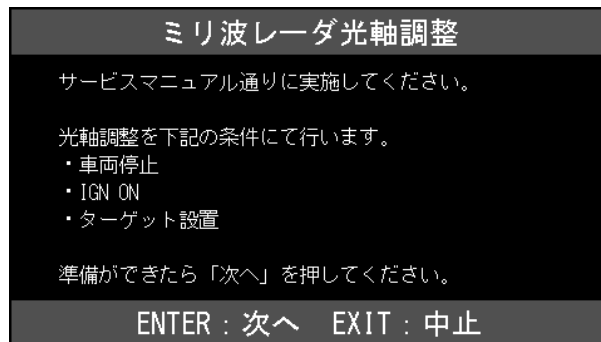 ミリ波レーダ光軸調整
サービスマニュアル通りに実施してください。
光軸調整を下記の条件にて行います。
・車両停止
・IGN ON
・ターゲット設置
準備ができたら「次へ」を押してください。
ENTER：次へ　EXIT：中止